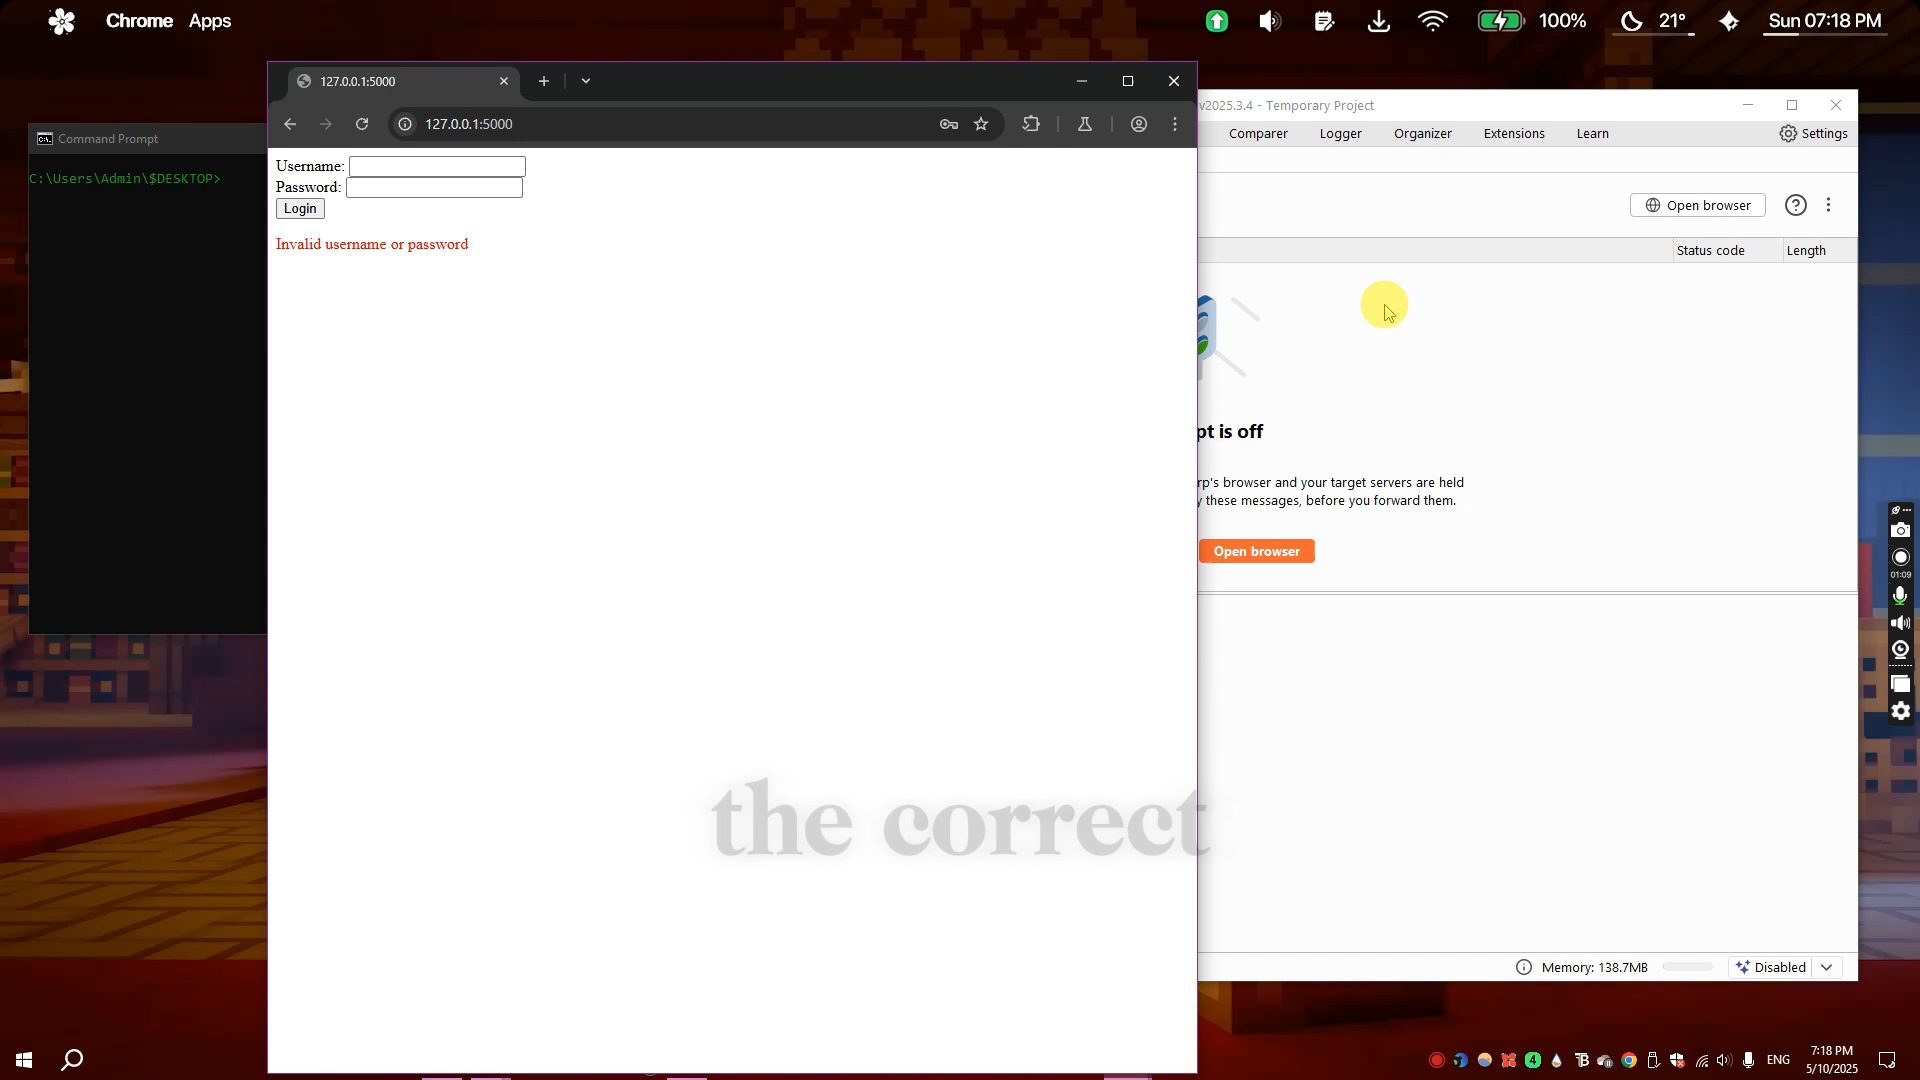 Chrome Apps
100% 21° Sun 07:18 PM
127.0.0.1:5000
v2025.3.4 - Temporary Project
127.0.0.1:5000
Comparer Logger Organizer Extensions Learn Settings
Command Prompt
C:\Users\Admin\$DESKTOP>
Username:
Password:
Login
Invalid username or password
Open browser
Status code Length
pt is off
rp's browser and your target servers are held
y these messages, before you forward them.
Open browser
01:09
the correct
Memory: 138.7MB Disabled
4 ENG 7:18 PM
5/10/2025